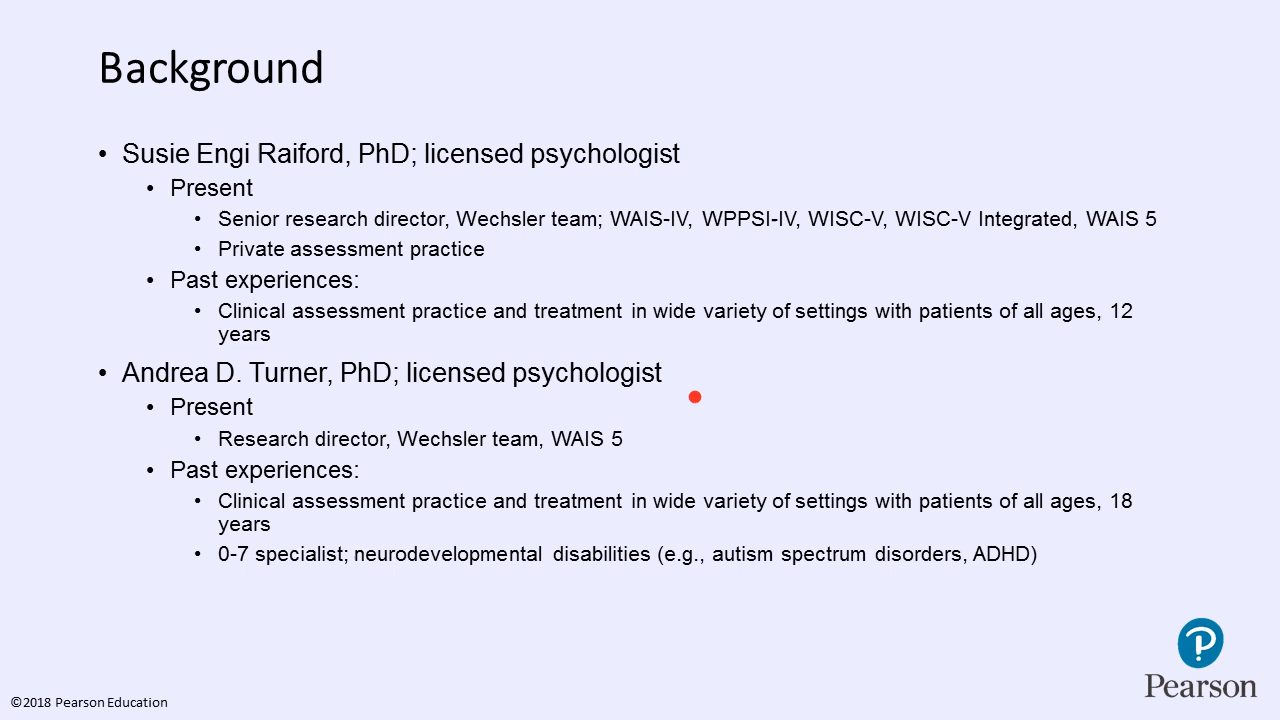 Background
• Susie Engi Raiford, PhD; licensed psychologist
• Present
• Senior research director, Wechsler team; WAIS-IV, WPPSI-IV, WISC-V, WISC-V Integrated, WAIS 5
• Private assessment practice
• Past experiences:
• Clinical assessment practice and treatment in wide variety of settings with patients of all ages, 12
years
• Andrea D. Turner, PhD; licensed psychologist
• Present
• Research director, Wechsler team, WAIS 5
• Past experiences:
• Clinical assessment practice and treatment in wide variety of settings with patients of all ages, 18
years
• 0-7 specialist; neurodevelopmental disabilities (e.g., autism spectrum disorders, ADHD)
Pearson
©2018 Pearson Education